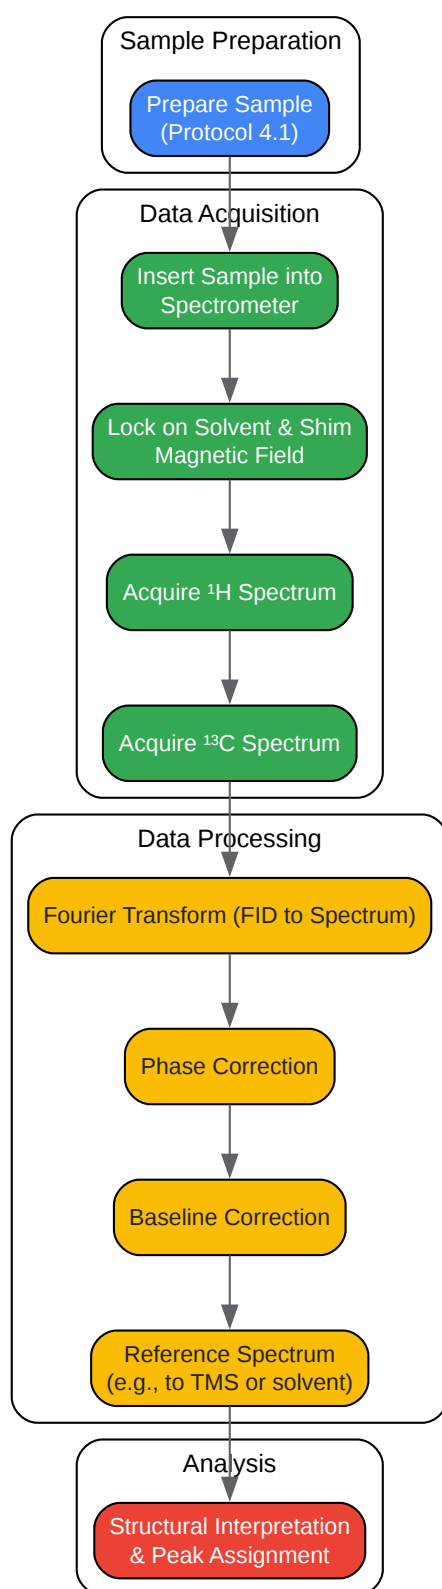 Sample Preparation
Prepare Sample
(Protocol 4.1)
Data Acquisition
Insert Sample into
Spectrometer
Lock on Solvent & Shim
Magnetic Field
Acquire ¹H Spectrum
Acquire ¹³C Spectrum
Data Processing
Fourier Transform (FID to Spectrum)
Phase Correction
Baseline Correction
Reference Spectrum
(e.g., to TMS or solvent)
Analysis
Structural Interpretation
& Peak Assignment